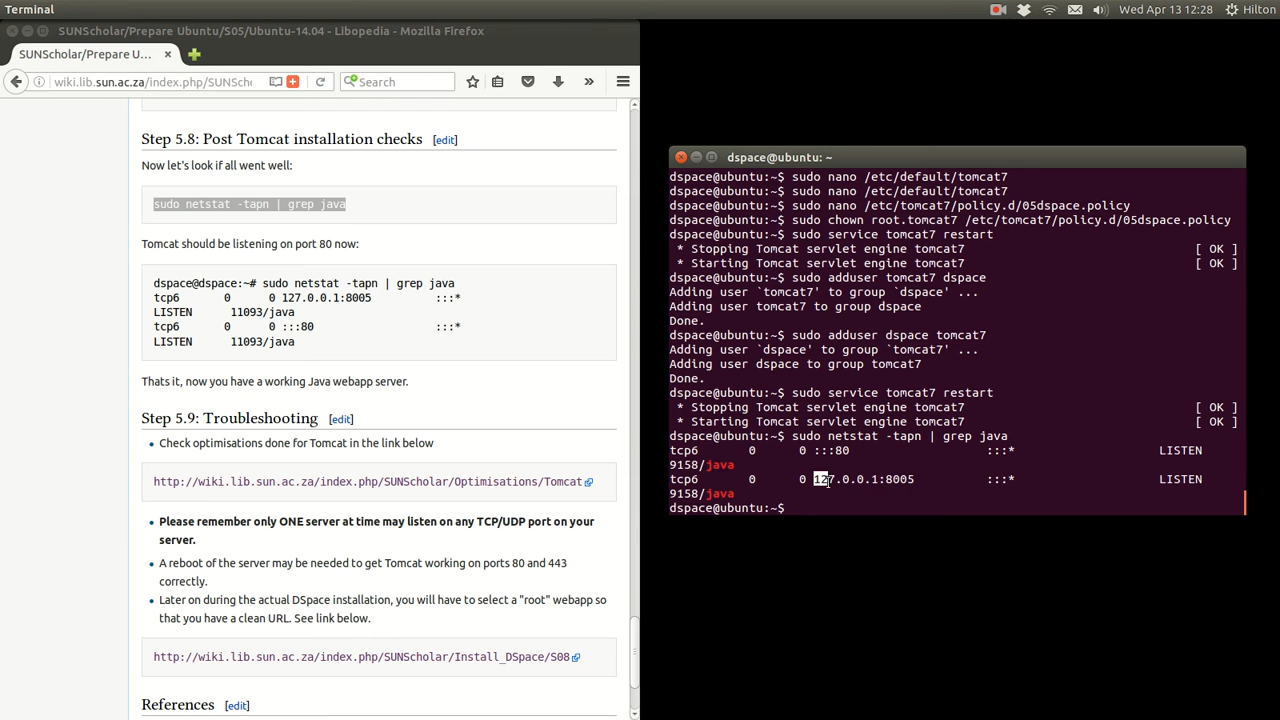 Terminal
Wed Apr 13 12:28
Hilton
SUNScholar/Prepare Ubuntu/S05/Ubuntu-14.04 - Libopedia - Mozilla Firefox
SUNScholar/Prepare U...
wiki.lib.sun.ac.za/index.php/SUNScho
Search
Step 5.8: Post Tomcat installation checks [edit]
Now let's look if all went well:
sudo netstat -tapn | grep java
Tomcat should be listening on port 80 now:
dspace@dspace:~# sudo netstat -tapn | grep java
tcp6 0 0 127.0.0.1:8005 :::*
LISTEN 11093/java
tcp6 0 0 :::80 :::*
LISTEN 11093/java
Thats it, now you have a working Java webapp server.
Step 5.9: Troubleshooting [edit]
Check optimisations done for Tomcat in the link below
http://wiki.lib.sun.ac.za/index.php/SUNScholar/Optimisations/Tomcat
Please remember only ONE server at time may listen on any TCP/UDP port on your
server.
A reboot of the server may be needed to get Tomcat working on ports 80 and 443
correctly.
Later on during the actual DSpace installation, you will have to select a "root" webapp so
that you have a clean URL. See link below.
http://wiki.lib.sun.ac.za/index.php/SUNScholar/Install_DSpace/S08
References [edit]
dspace@ubuntu: ~
dspace@ubuntu:~$ sudo nano /etc/default/tomcat7
dspace@ubuntu:~$ sudo nano /etc/default/tomcat7
dspace@ubuntu:~$ sudo nano /etc/tomcat7/policy.d/05dspace.policy
dspace@ubuntu:~$ sudo chown root.tomcat7 /etc/tomcat7/policy.d/05dspace.policy
dspace@ubuntu:~$ sudo service tomcat7 restart
* Stopping Tomcat servlet engine tomcat7 [ OK ]
* Starting Tomcat servlet engine tomcat7 [ OK ]
dspace@ubuntu:~$ sudo adduser tomcat7 dspace
Adding user `tomcat7' to group `dspace' ...
Adding user tomcat7 to group dspace
Done.
dspace@ubuntu:~$ sudo adduser dspace tomcat7
Adding user `dspace' to group `tomcat7' ...
Adding user dspace to group tomcat7
Done.
dspace@ubuntu:~$ sudo service tomcat7 restart
* Stopping Tomcat servlet engine tomcat7 [ OK ]
* Starting Tomcat servlet engine tomcat7 [ OK ]
dspace@ubuntu:~$ sudo netstat -tapn | grep java
tcp6 0 0 :::80 :::* LISTEN
9158/java
tcp6 0 0 127.0.0.1:8005 :::* LISTEN
9158/java
dspace@ubuntu:~$